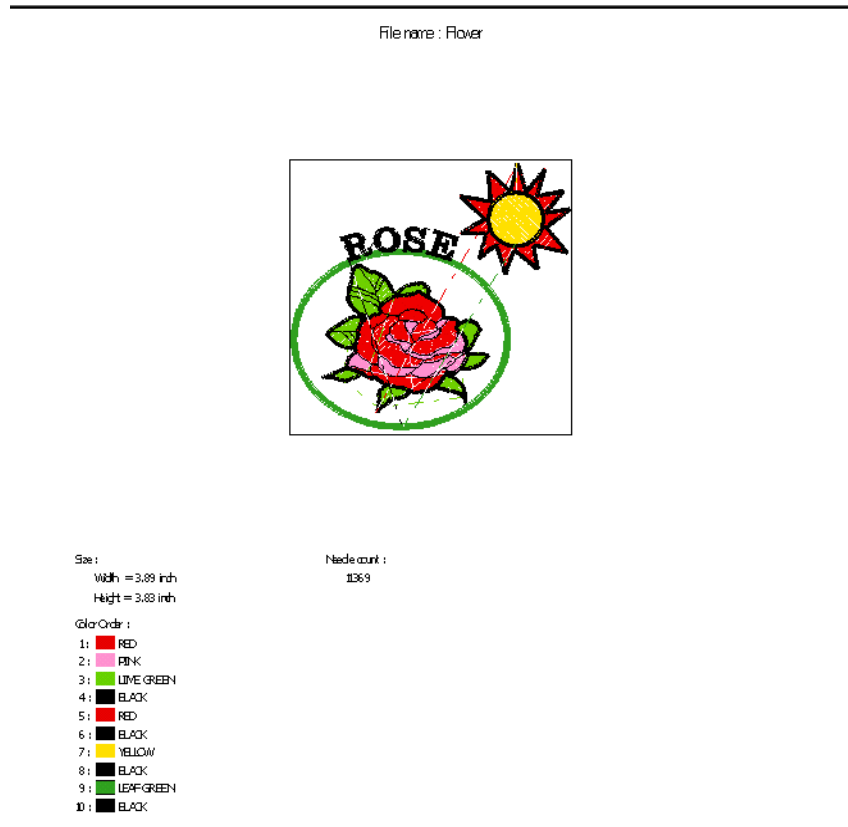 File name : Flower
ROSE
Size :
Width = 3.89 inch
Height = 3.83 inch
Needle count :
11369
Color Order :
1 : RED
2 : PINK
3 : LIME GREEN
4 : BLACK
5 : RED
6 : BLACK
7 : YELLOW
8 : BLACK
9 : LEAF GREEN
10 : BLACK